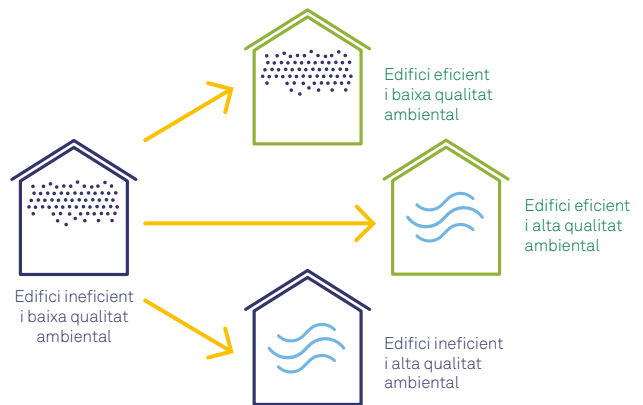 Edifici eficient
i baixa qualitat
ambiental
Edifici eficient
i alta qualitat
ambiental
Edifici ineficient
i baixa qualitat
ambiental
Edifici ineficient
i alta qualitat
ambiental